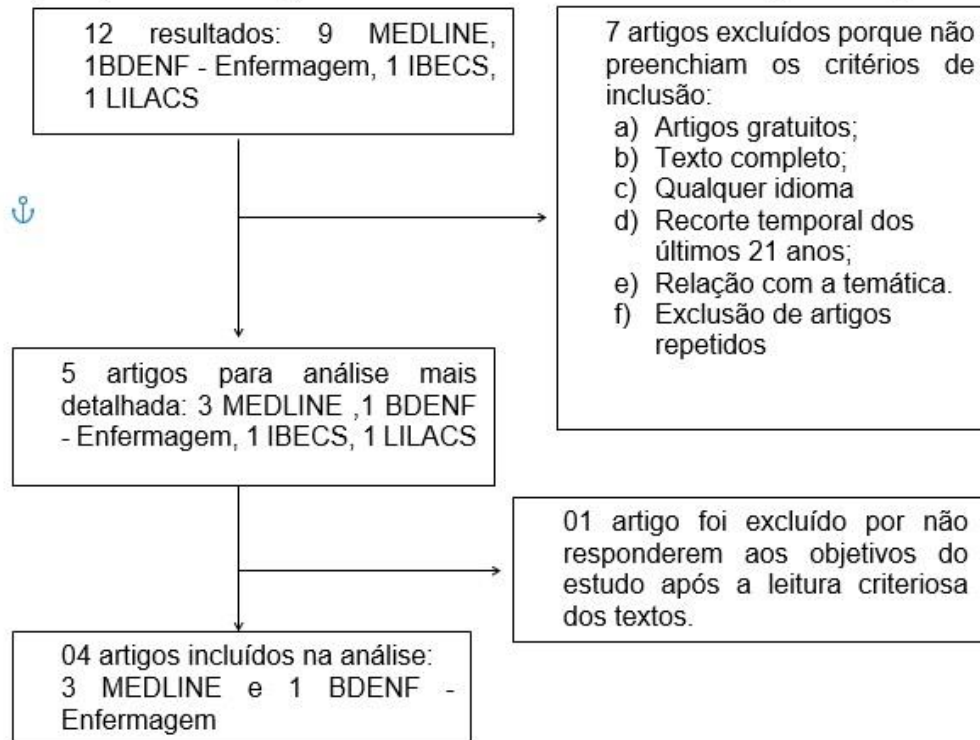 12 resultados: 9 MEDLINE,
1BDENF - Enfermagem, 1 IBECS,
1 LILACS
7 artigos excluídos porque não
preenchiam os critérios de
inclusão:
a) Artigos gratuitos;
b) Texto completo;
c) Qualquer idioma
d) Recorte temporal dos
últimos 21 anos;
e) Relação com a temática.
f) Exclusão de artigos
repetidos
5 artigos para análise mais
detalhada: 3 MEDLINE ,1 BDENF
- Enfermagem, 1 IBECS, 1 LILACS
01 artigo foi excluído por não
responderem aos objetivos do
estudo após a leitura criteriosa
dos textos.
04 artigos incluídos na análise:
3 MEDLINE e 1 BDENF -
Enfermagem